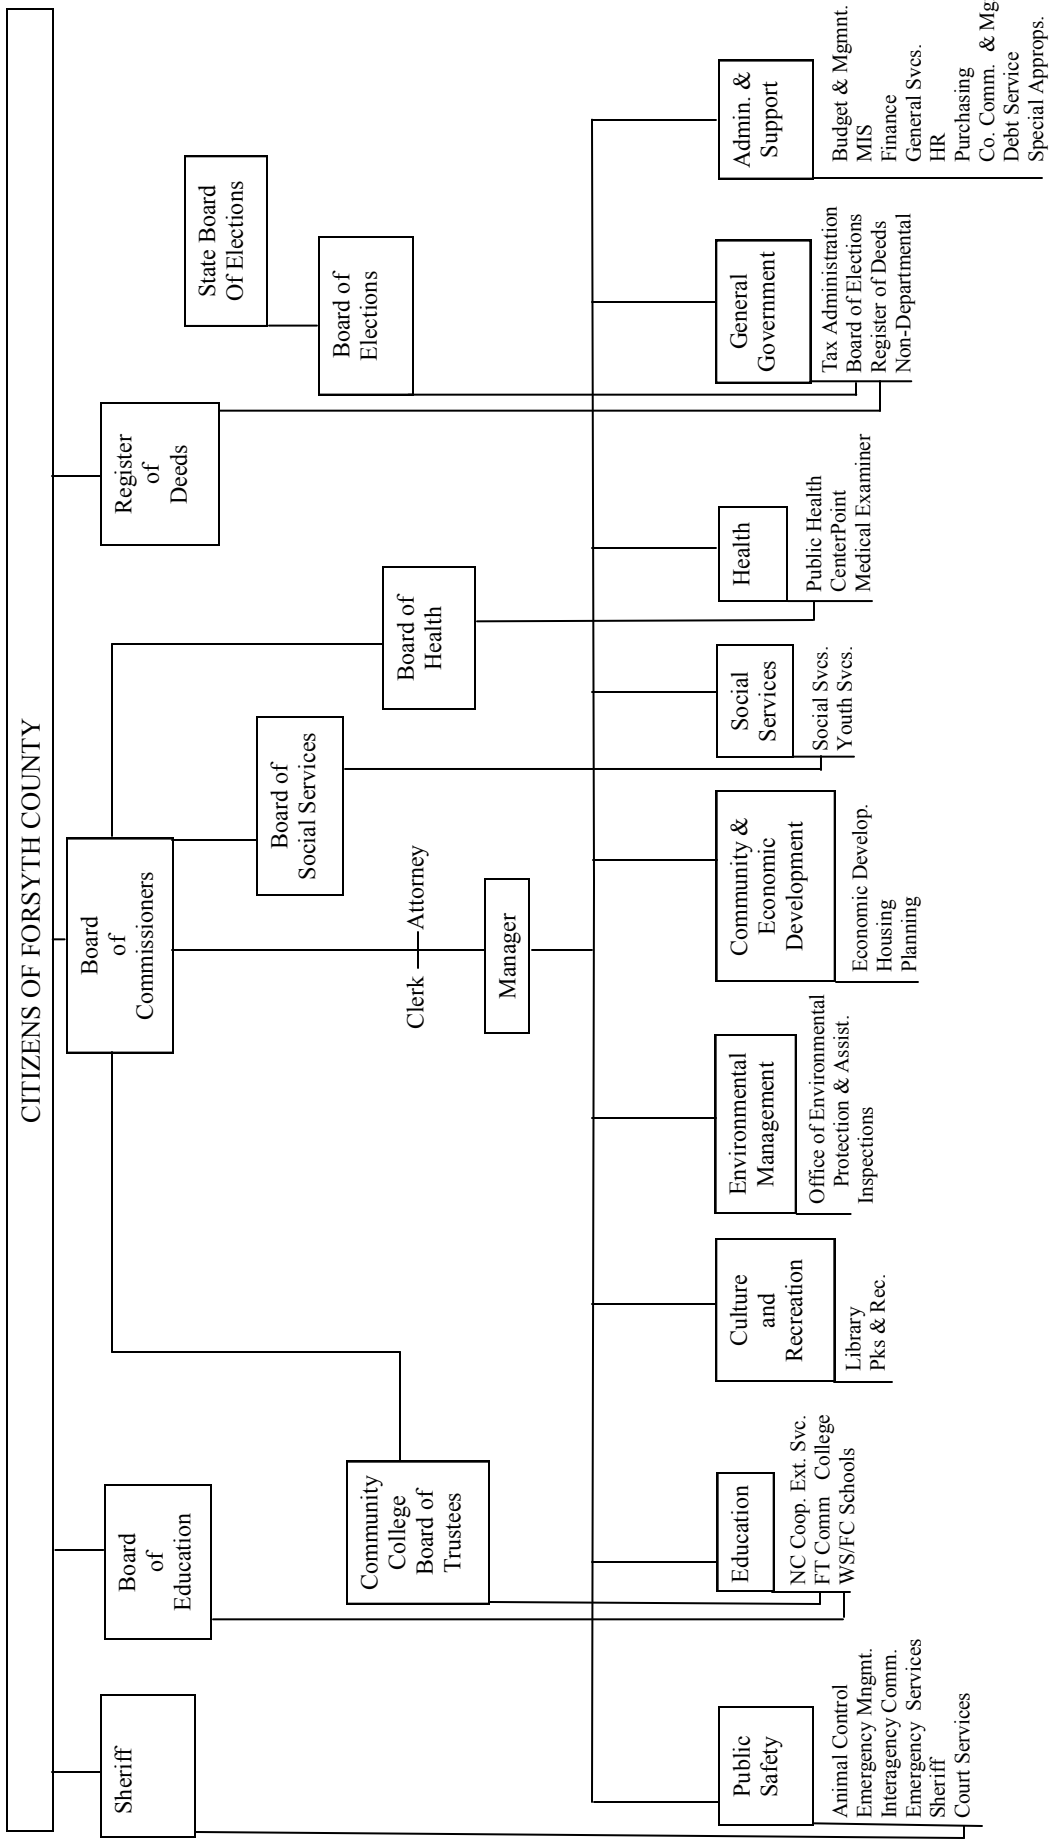 CITIZENS OF FORSYTH COUNTY
Sheriff
Board
of
Education
Board
of
Commissioners
Register
of
Deeds
State Board
Of Elections
Board of
Elections
Board of
Social Services
Board of
Health
Community
College
Board of
Trustees
Clerk
Attorney
Manager
Public
Safety
Animal Control
Emergency Mngmt.
Interagency Comm.
Emergency Services
Sheriff
Court Services
Education
NC Coop. Ext. Svc.
FT Comm College
WS/FC Schools
Culture
and
Recreation
Library
Pks & Rec.
Environmental
Management
Office of Environmental
Protection & Assist.
Inspections
Community &
Economic
Development
Economic Develop.
Housing
Planning
Social
Services
Social Svcs.
Youth Svcs.
Health
Public Health
CenterPoint
Medical Examiner
General
Government
Tax Administration
Board of Elections
Register of Deeds
Non-Departmental
Admin. &
Support
Budget & Mgmnt.
MIS
Finance
General Svcs.
HR
Purchasing
Co. Comm. & Mg
Debt Service
Special Approps.